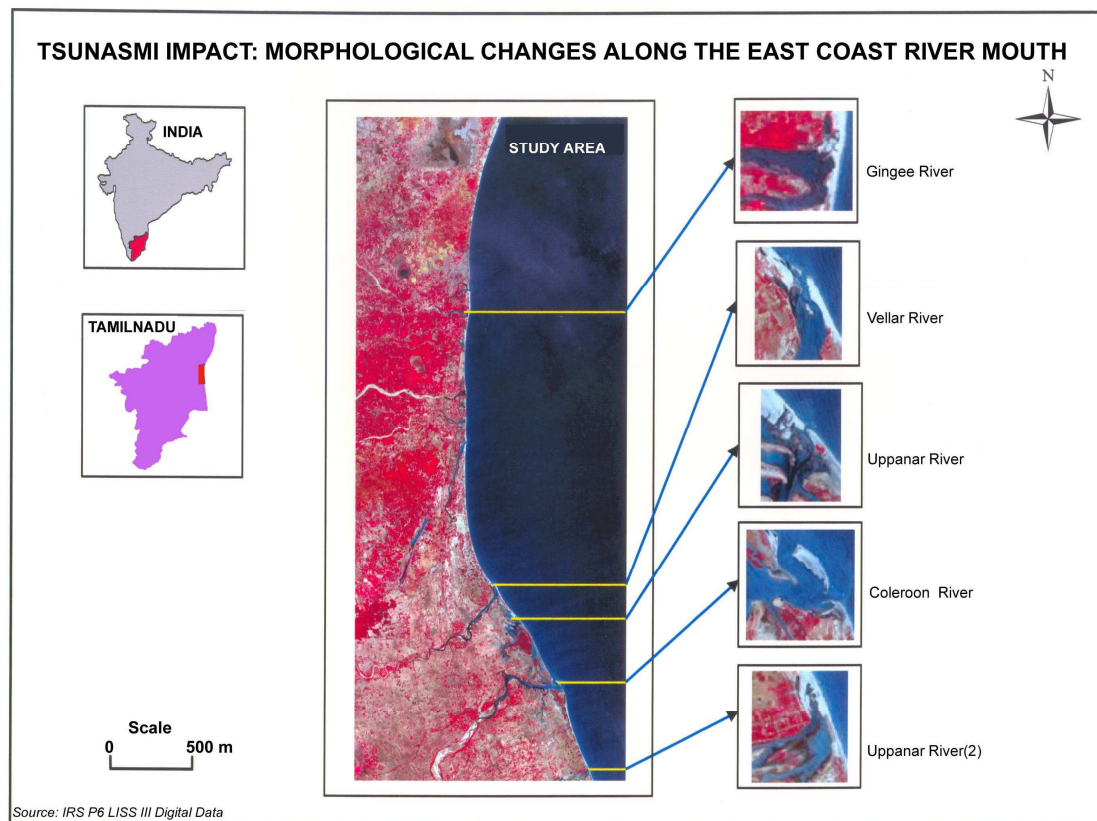 TSUNASMI IMPACT: MORPHOLOGICAL CHANGES ALONG THE EAST COAST RIVER MOUTH
N
INDIA
STUDY AREA
Gingee River
TAMILNADU
Vellar River
Uppanar River
Coleroon River
Uppanar River(2)
Scale
0 500 m
Source: IRS P6 LISS III Digital Data